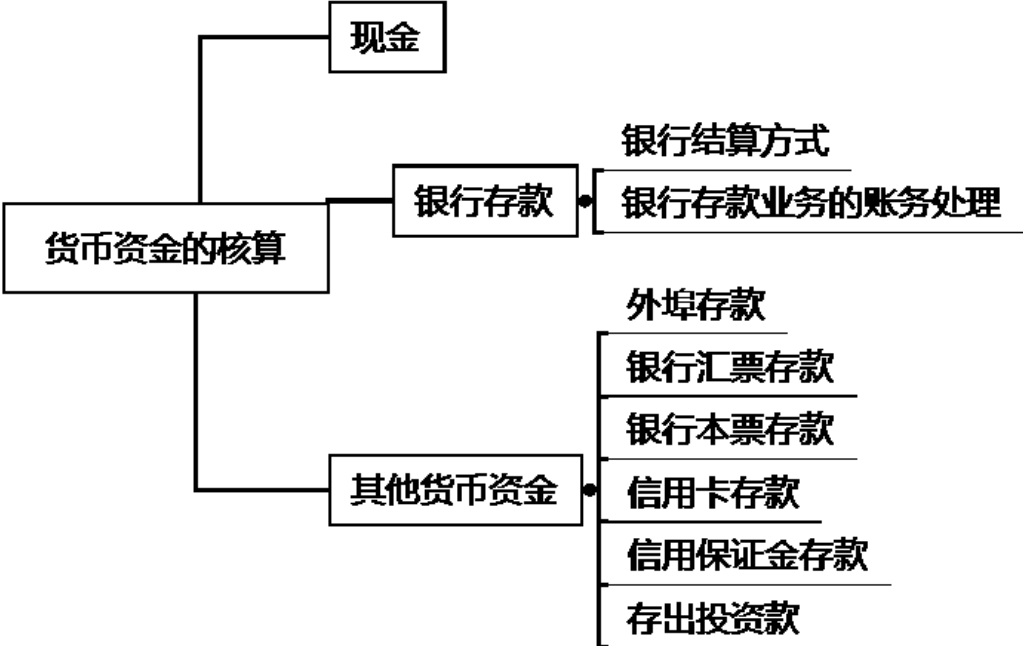 现金
银行结算方式
银行存款
银行存款业务的账务处理
货币资金的核算
外埠存款
银行汇票存款
银行本票存款
其他货币资金
信用卡存款
信用保证金存款
存出投资款